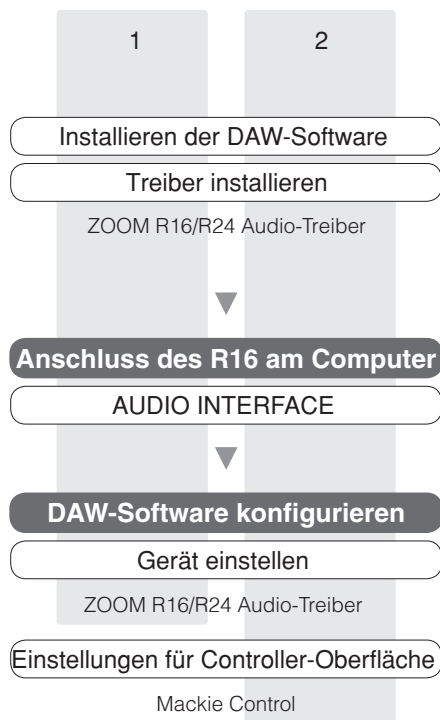 1 2
Installieren der DAW-Software
Treiber installieren
ZOOM R16/R24 Audio-Treiber
Anschluss des R16 am Computer
AUDIO INTERFACE
DAW-Software konfigurieren
Gerät einstellen
ZOOM R16/R24 Audio-Treiber
Einstellungen für Controller-Oberfläche
Mackie Control